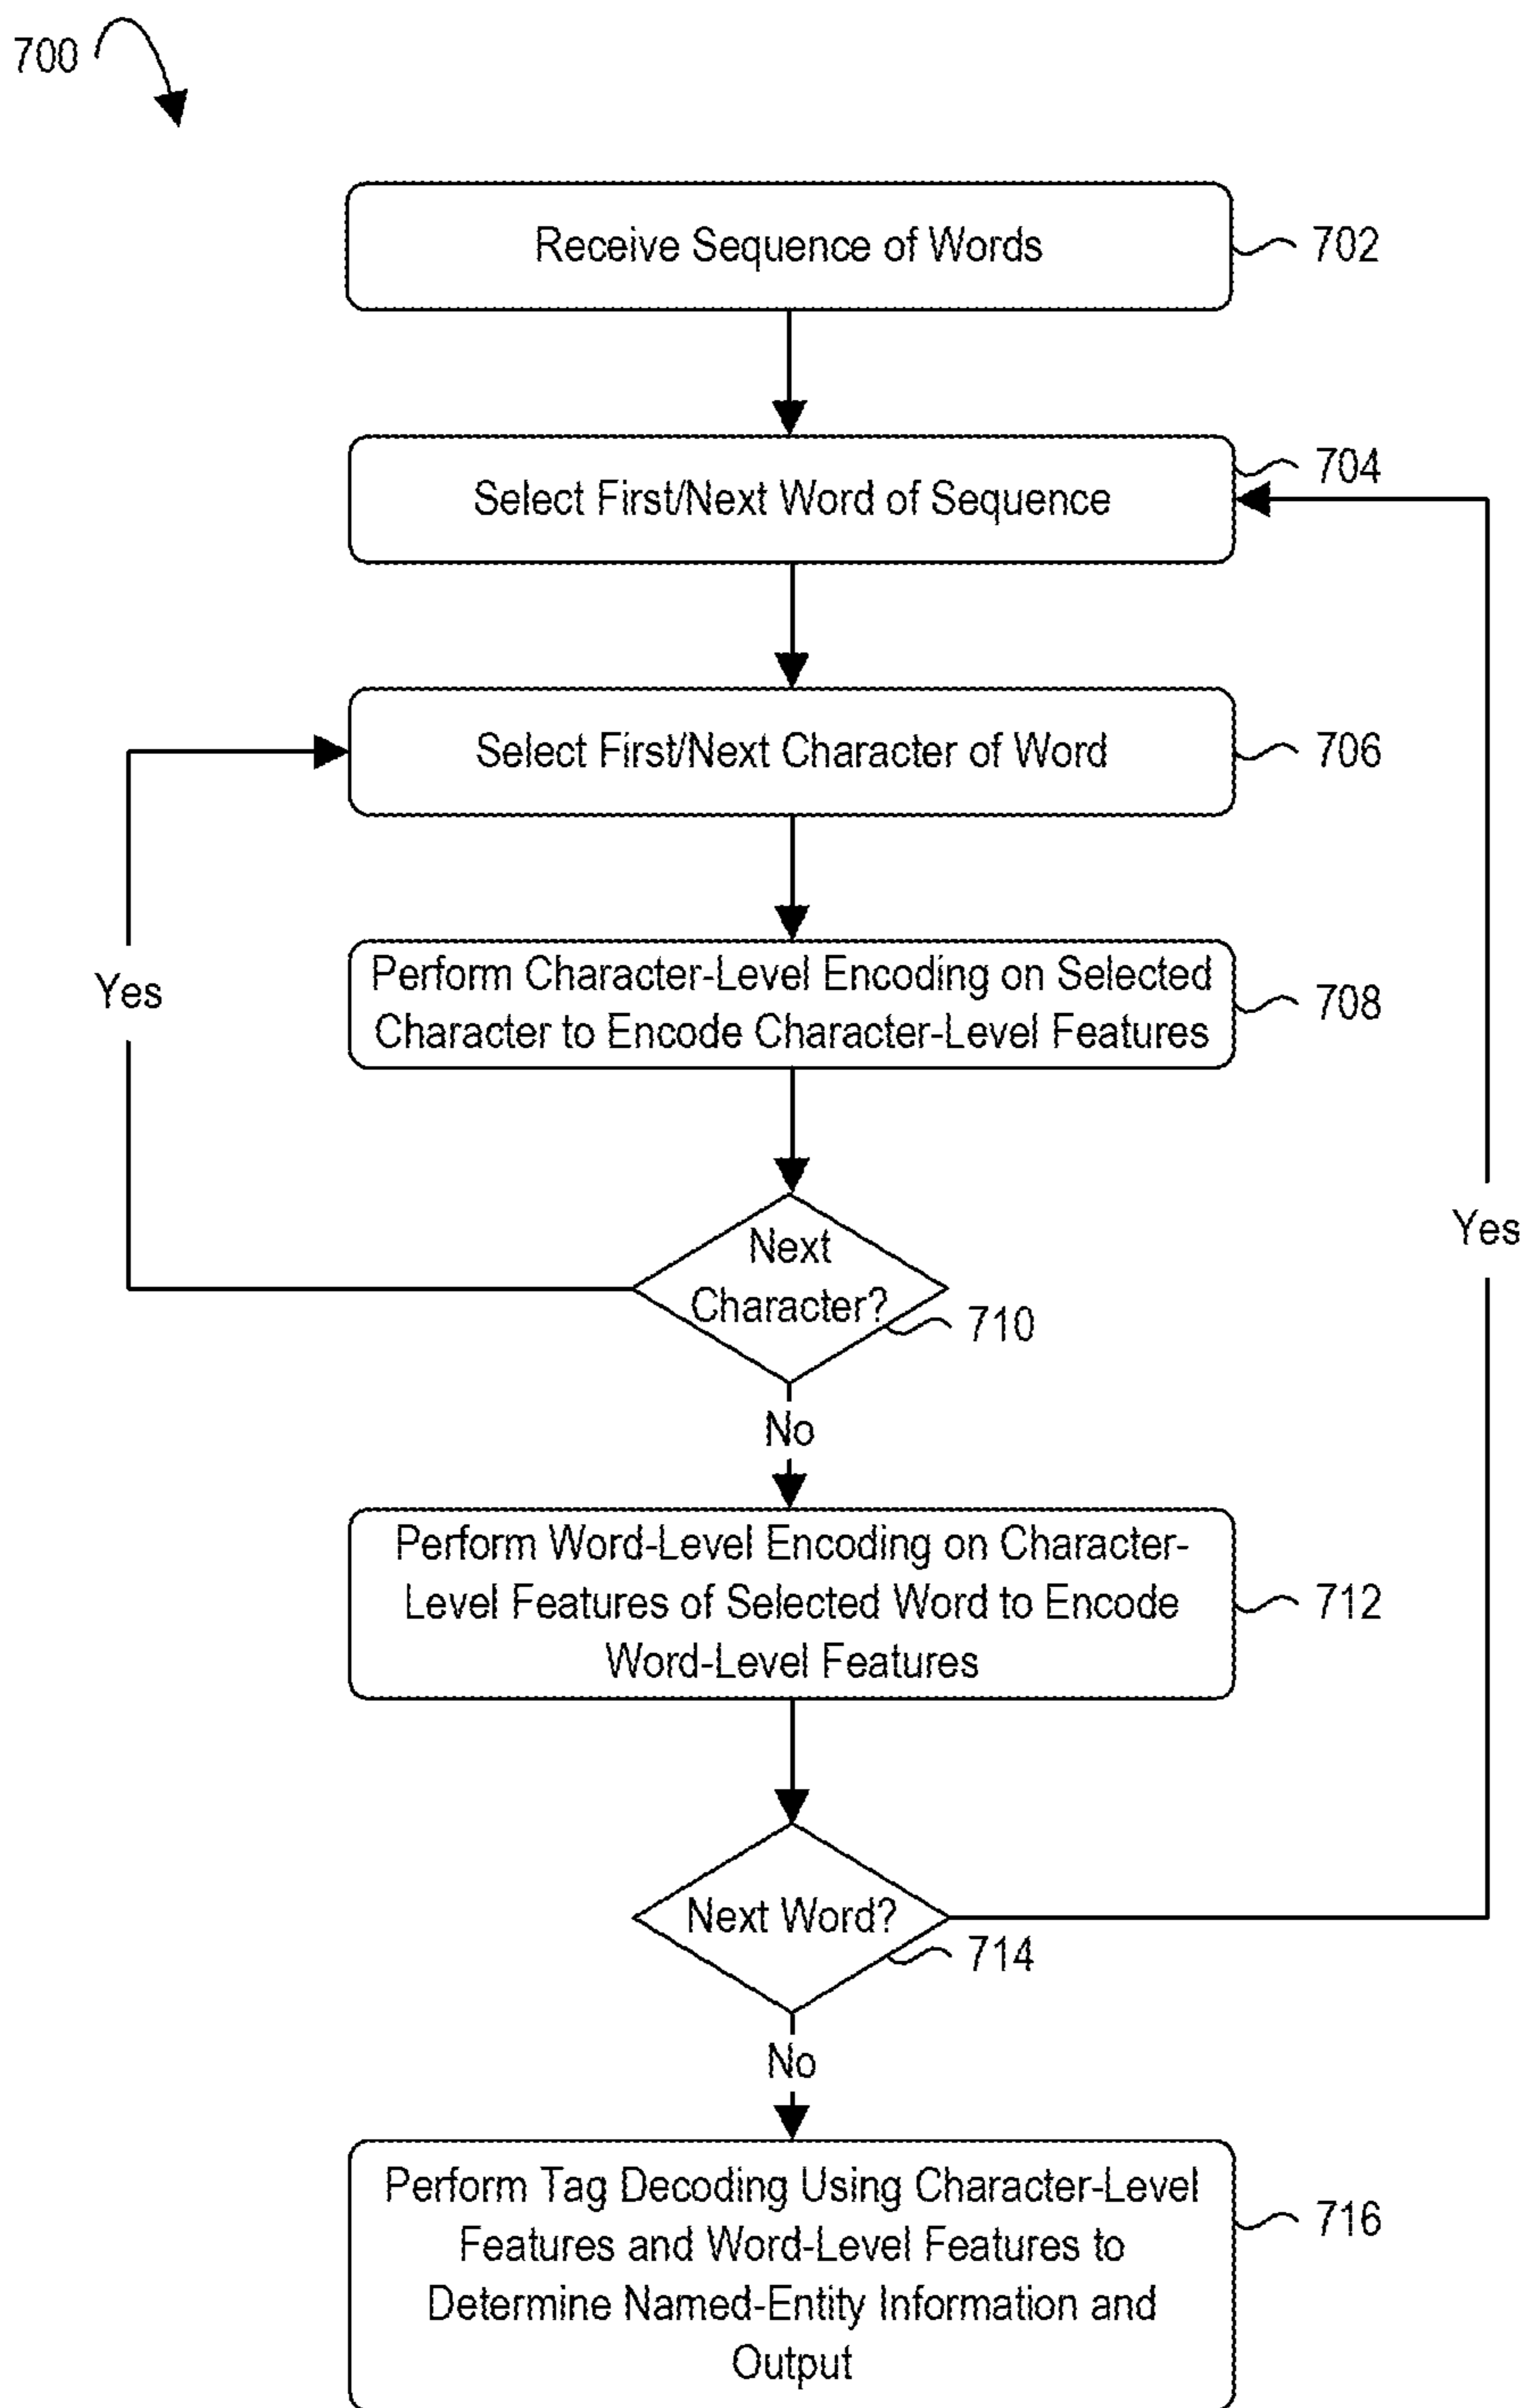 700
Receive Sequence of Words
702
704
Select First/Next Word of Sequence
Select First/Next Character of Word
706
Perform Character-Level Encoding on Selected
Character to Encode Character-Level Features
708
Yes
Yes
Next
Character?
710
No
Perform Word-Level Encoding on Character-
Level Features of Selected Word to Encode
Word-Level Features
712
Next Word?
714
No
Perform Tag Decoding Using Character-Level
Features and Word-Level Features to
Determine Named-Entity Information and
Output
716